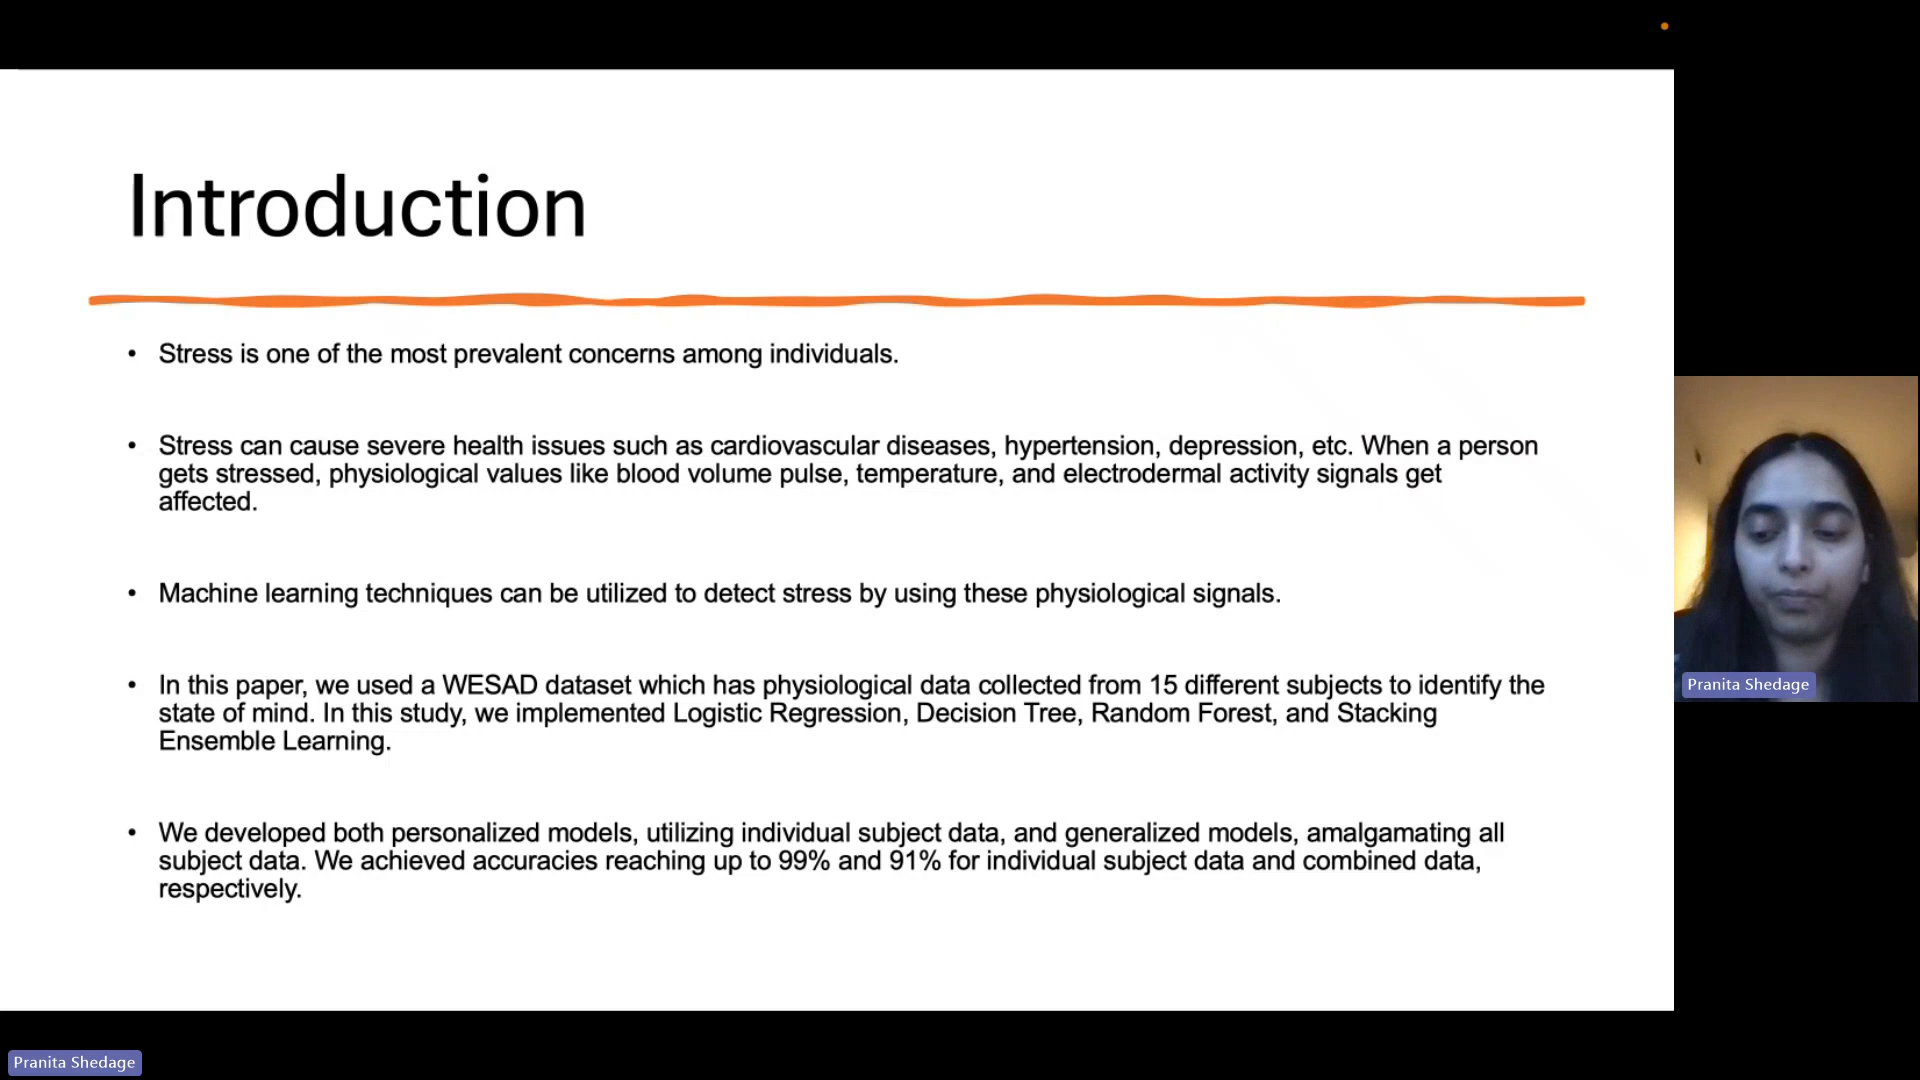 Introduction
• Stress is one of the most prevalent concerns among individuals.
• Stress can cause severe health issues such as cardiovascular diseases, hypertension, depression, etc. When a person
gets stressed, physiological values like blood volume pulse, temperature, and electrodermal activity signals get
affected.
• Machine learning techniques can be utilized to detect stress by using these physiological signals.
• In this paper, we used a WESAD dataset which has physiological data collected from 15 different subjects to identify the
state of mind. In this study, we implemented Logistic Regression, Decision Tree, Random Forest, and Stacking
Ensemble Learning.
• We developed both personalized models, utilizing individual subject data, and generalized models, amalgamating all
subject data. We achieved accuracies reaching up to 99% and 91% for individual subject data and combined data,
respectively.
Pranita Shedage
Pranita Shedage